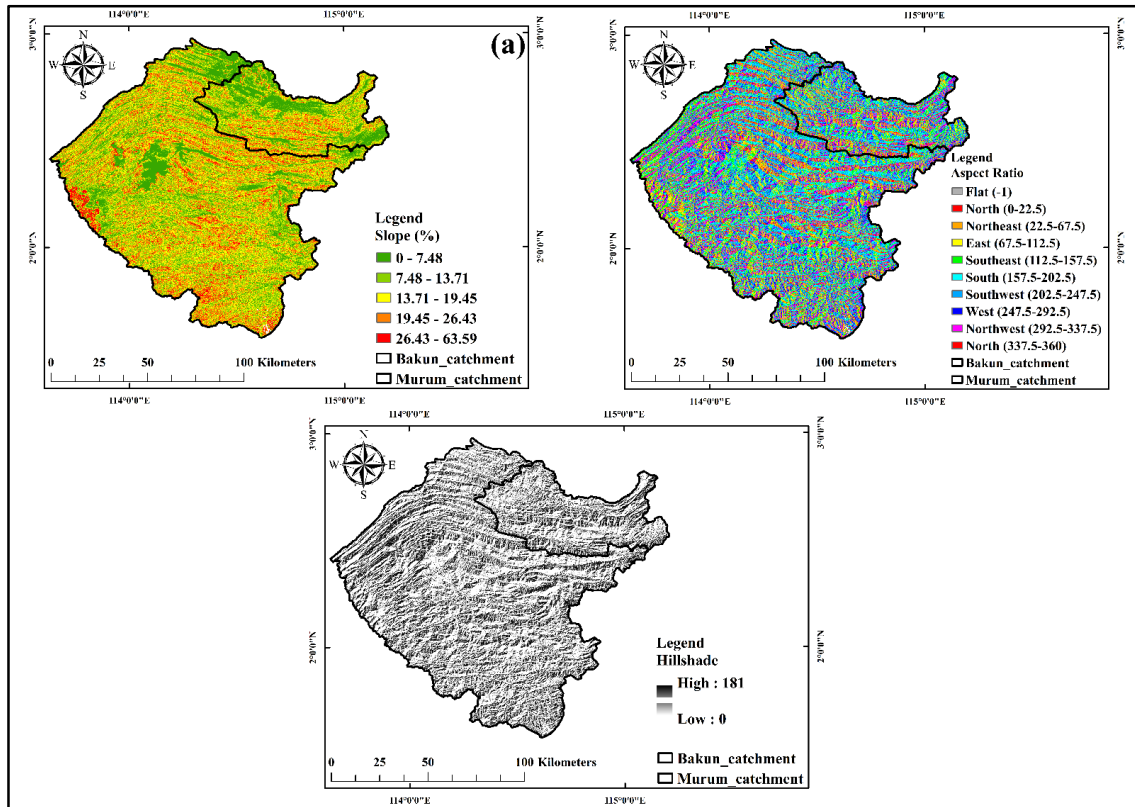 114°0'0"E 115°0'0"E
3°0'0"N
2°0'0"N
N
W E
S
(a)
Legend
Slope (%)
0 - 7.48
7.48 - 13.71
13.71 - 19.45
19.45 - 26.43
26.43 - 63.59
Bakun_catchment
Murum_catchment
0 25 50 100 Kilometers
114°0'0"E 115°0'0"E
114°0'0"E 115°0'0"E
3°0'0"N 3°0'0"N
2°0'0"N 2°0'0"N
N
W E
S
Legend
Aspect Ratio
Flat (-1)
North (0-22.5)
Northeast (22.5-67.5)
East (67.5-112.5)
Southeast (112.5-157.5)
South (157.5-202.5)
Southwest (202.5-247.5)
West (247.5-292.5)
Northwest (292.5-337.5)
North (337.5-360)
Bakun_catchment
Murum_catchment
0 25 50 100 Kilometers
114°0'0"E 115°0'0"E
3°0'0"N
2°0'0"N
114°0'0"E 115°0'0"E
3°0'0"N 3°0'0"N
2°0'0"N 2°0'0"N
N
W E
S
Legend
Hillshade
High : 181
Low : 0
Bakun_catchment
Murum_catchment
0 25 50 100 Kilometers
114°0'0"E 115°0'0"E